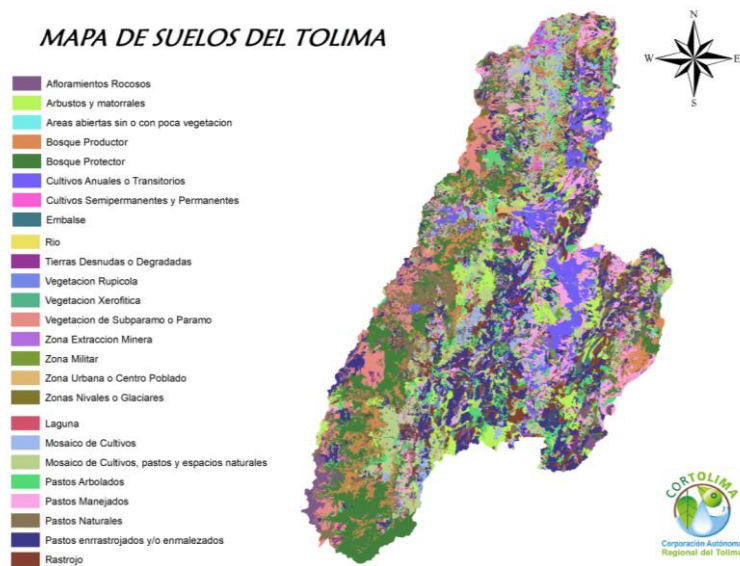 MAPA DE SUELOS DEL TOLIMA
N
W
E
S
Afloramientos Rocosos
Arbustos y matorrales
Areas abiertas sin o con poca vegetacion
Bosque Productor
Bosque Protector
Cultivos Anuales o Transitorios
Cultivos Semipermanentes y Permanentes
Embalse
Rio
Tierras Desnudas o Degradadas
Vegetacion Rupicola
Vegetacion Xerofitica
Vegetacion de Subparamo o Paramo
Zona Extraccion Minera
Zona Militar
Zona Urbana o Centro Poblado
Zonas Nivales o Glaciares
Laguna
Mosaico de Cultivos
Mosaico de Cultivos, pastos y espacios naturales
Pastos Arbolados
Pastos Manejados
Pastos Naturales
Pastos enrrastrojados y/o enmalezados
Rastrojo
CORTOLIMA
Corporación Autónoma
Regional del Tolima